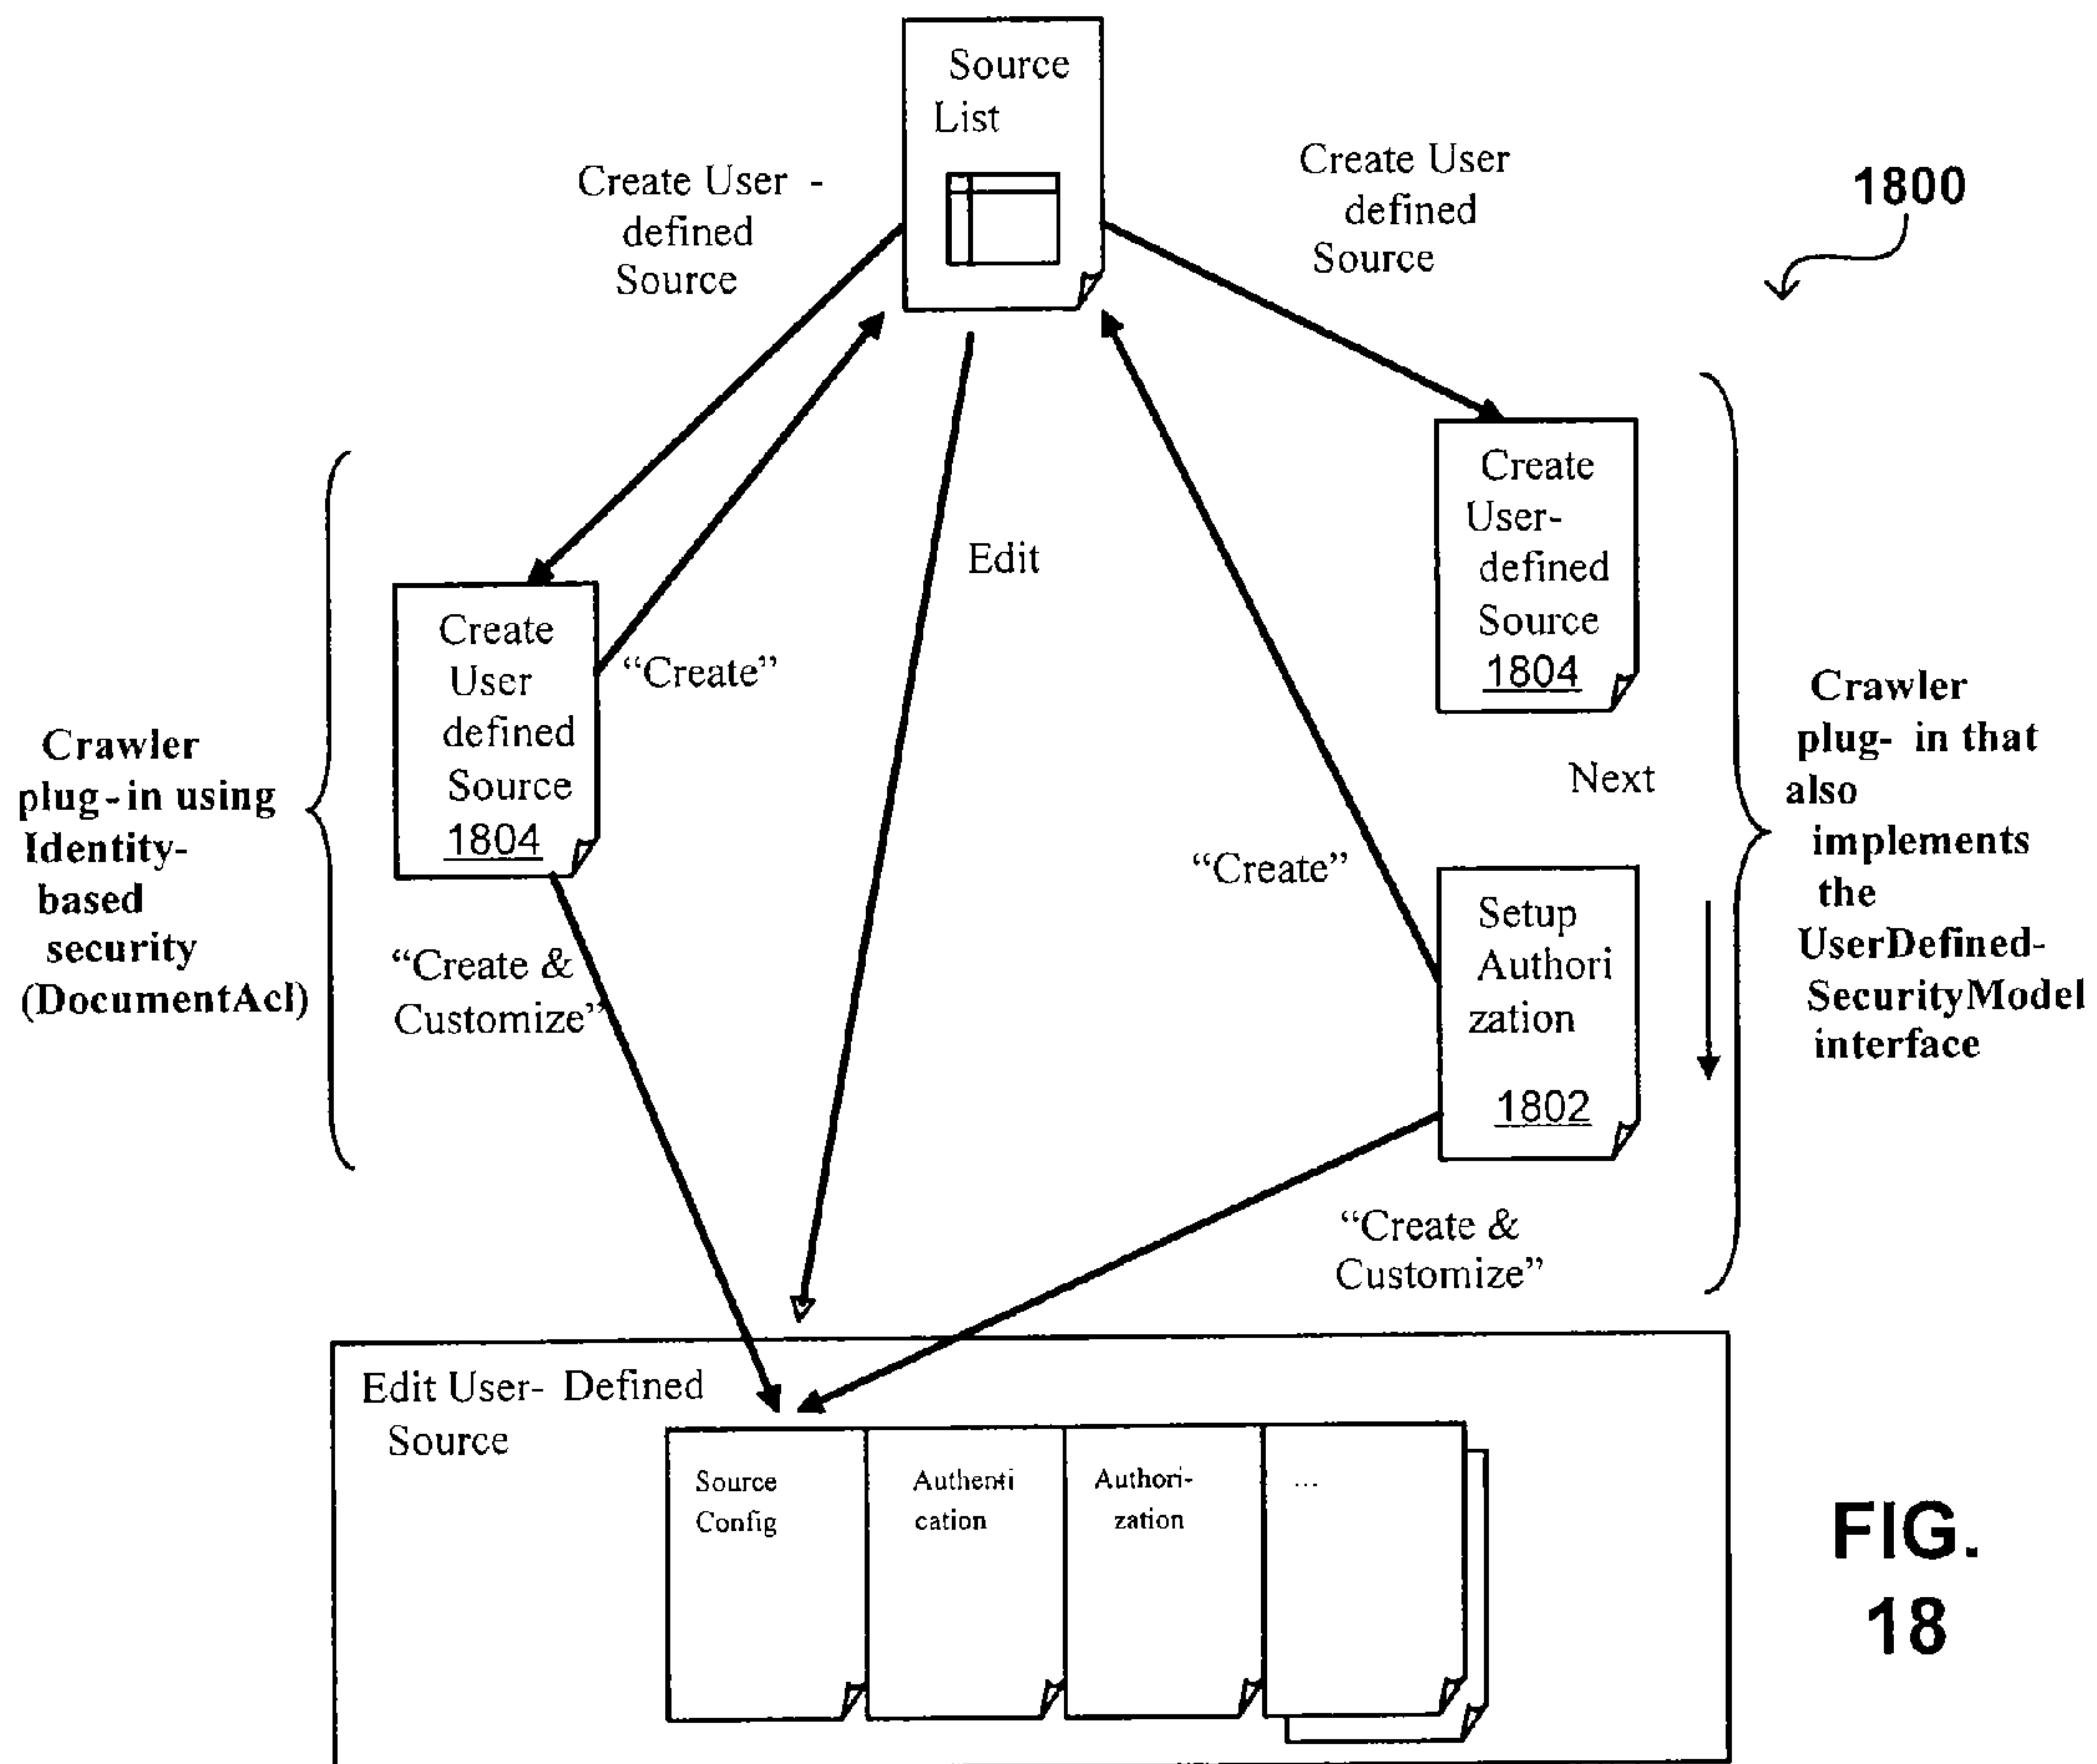 Source
List
Create User -
defined
Source
Create User
defined
Source
1800
Edit
Create
User-
defined
Source
1804
Create
User
defined
Source
1804
“Create”
Crawler
plug-in using
Identity-
based
security
(DocumentAcl)
Next
Crawler
plug- in that
also
implements
the
UserDefined-
SecurityModel
interface
“Create”
Setup
Authori
zation
1802
“Create &
Customize”
“Create &
Customize”
Edit User- Defined
Source
Source
Config
Authenti
cation
Authori-
zation
...
FIG.
18